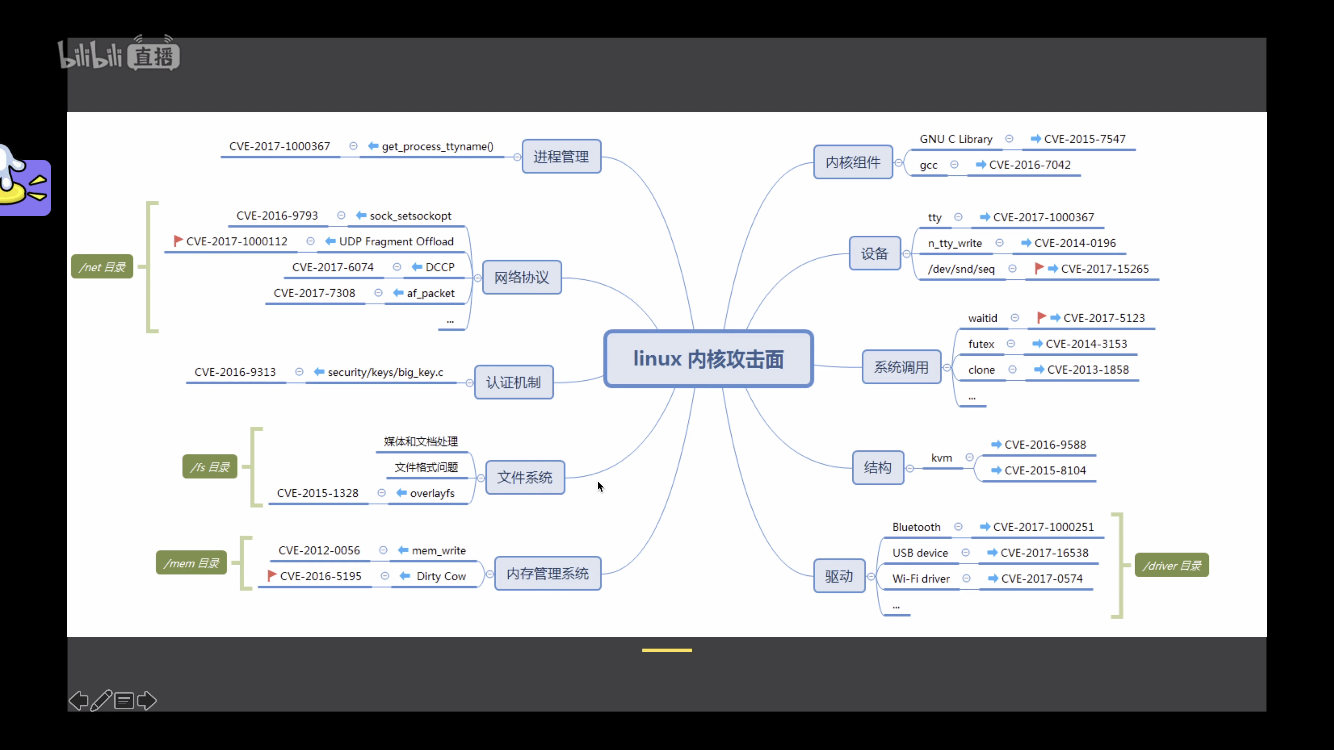 bilibili 直播
linux 内核攻击面
进程管理
get_process_ttyname()
CVE-2017-1000367
/net 目录
网络协议
sock_setsockopt
CVE-2016-9793
UDP Fragment Offload
CVE-2017-1000112
DCCP
CVE-2017-6074
af_packet
CVE-2017-7308
...
认证机制
security/keys/big_key.c
CVE-2016-9313
/fs 目录
文件系统
媒体和文档处理
文件格式问题
overlayfs
CVE-2015-1328
/mem 目录
内存管理系统
mem_write
CVE-2012-0056
Dirty Cow
CVE-2016-5195
内核组件
GNU C Library
CVE-2015-7547
gcc
CVE-2016-7042
设备
tty
CVE-2017-1000367
n_tty_write
CVE-2014-0196
/dev/snd/seq
CVE-2017-15265
系统调用
waitid
CVE-2017-5123
futex
CVE-2014-3153
clone
CVE-2013-1858
...
结构
kvm
CVE-2016-9588
CVE-2015-8104
驱动
Bluetooth
CVE-2017-1000251
USB device
CVE-2017-16538
Wi-Fi driver
CVE-2017-0574
...
/driver 目录